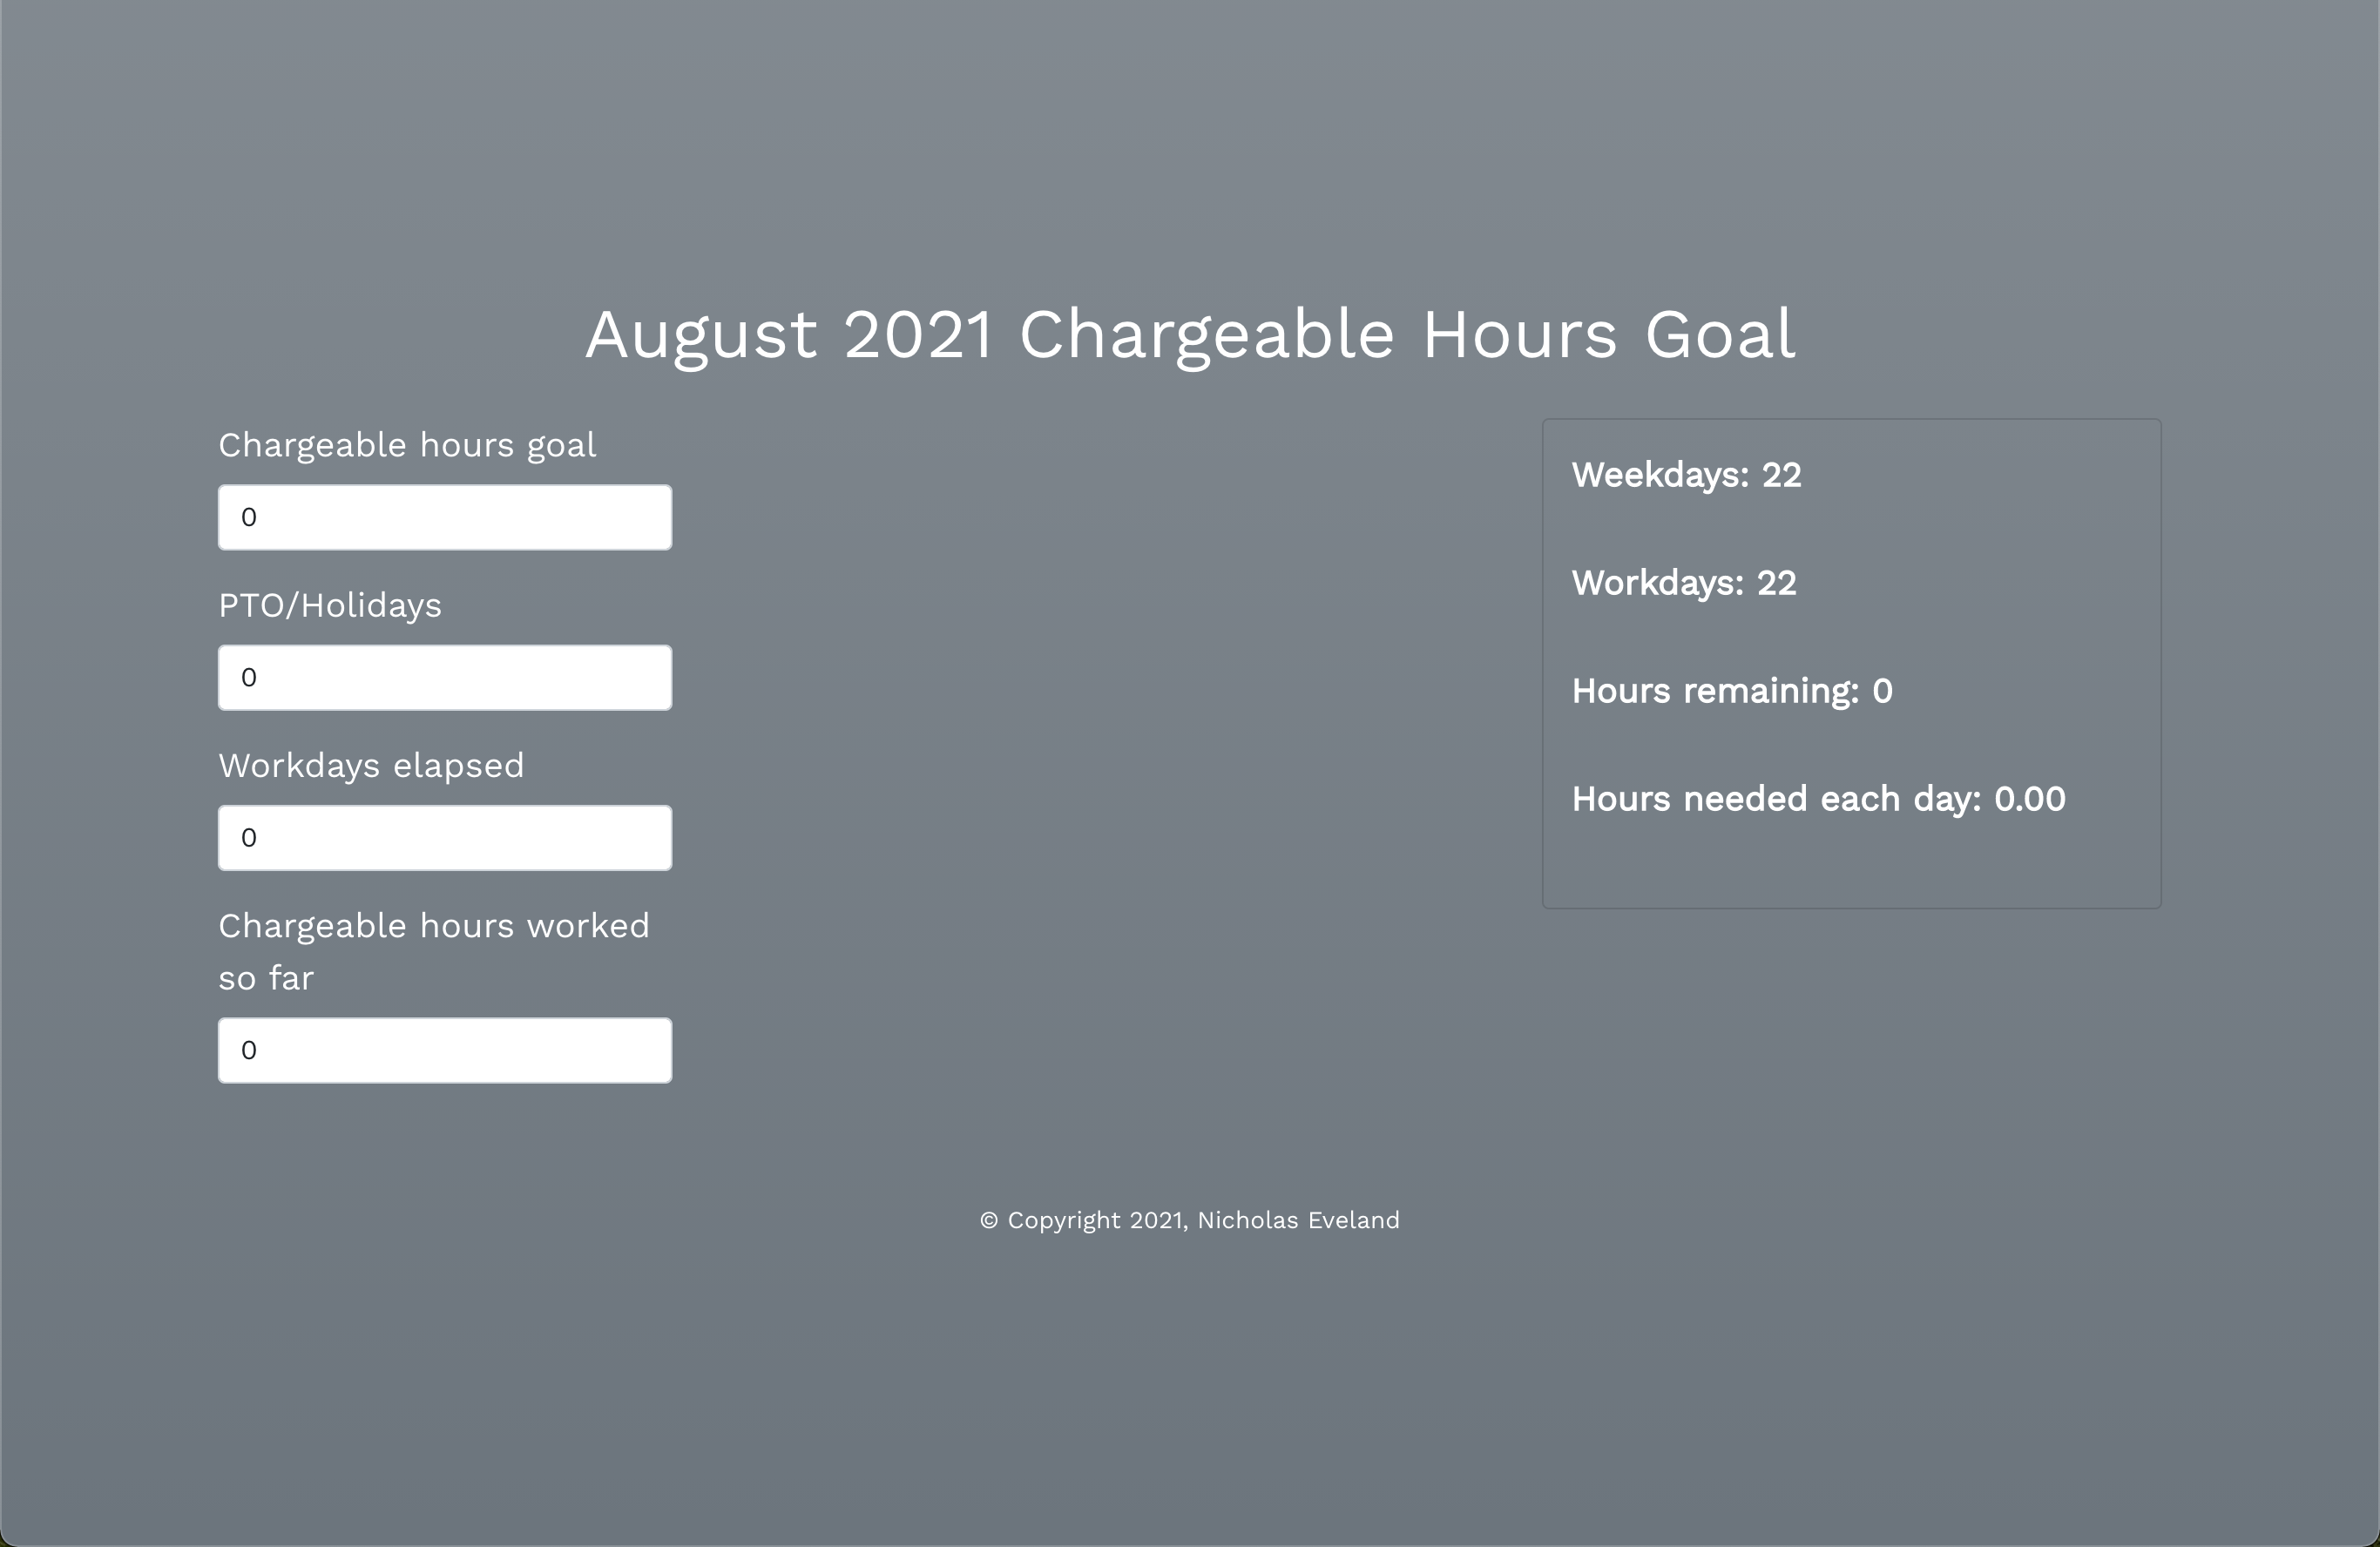 August 2021 Chargeable Hours Goal
Chargeable hours goal
0
PTO/Holidays
0
Workdays elapsed
0
Chargeable hours worked
so far
0
Weekdays: 22
Workdays: 22
Hours remaining: 0
Hours needed each day: 0.00
© Copyright 2021, Nicholas Eveland